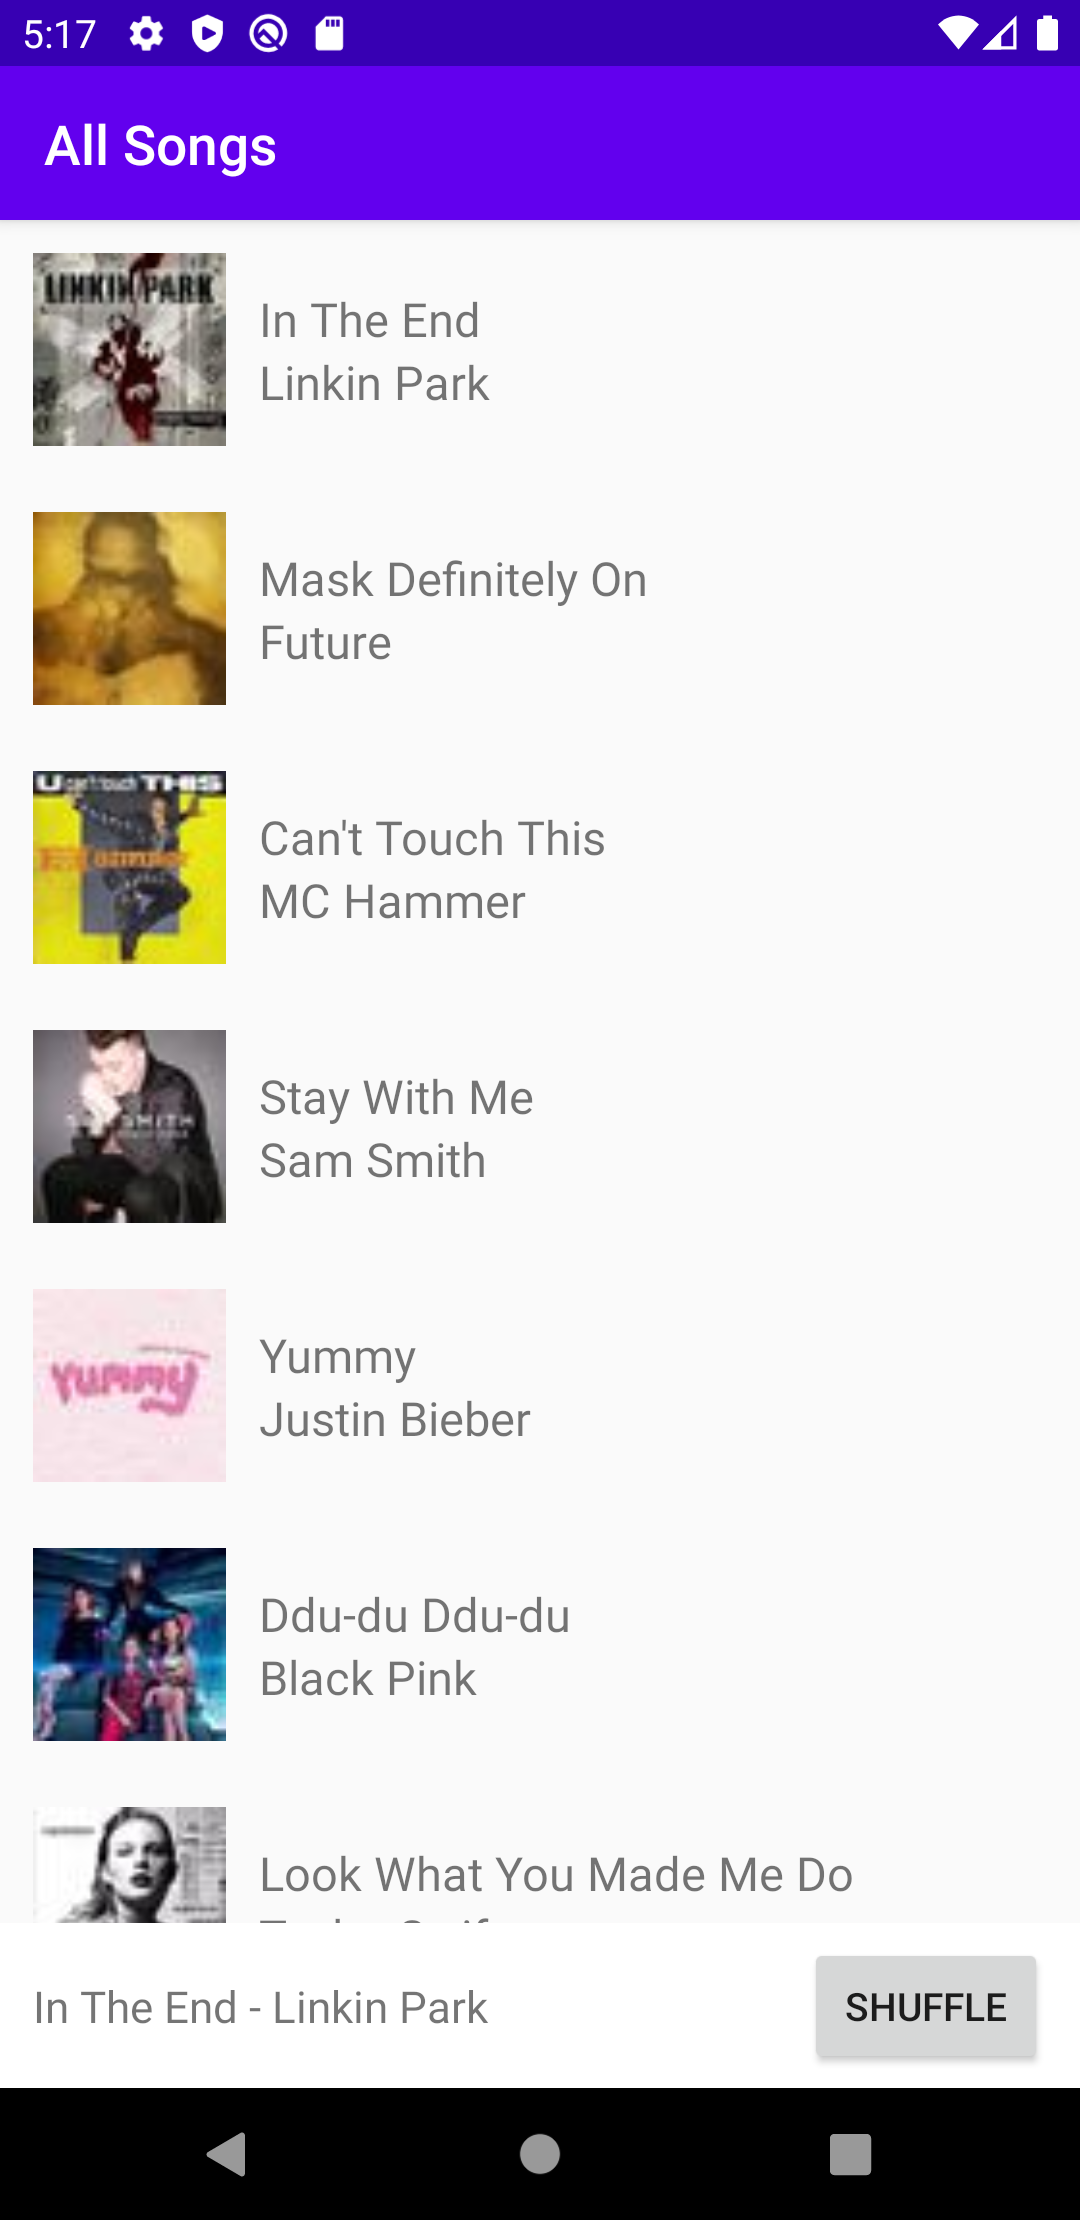 5:17
All Songs
LINKIN PARK
In The End
Linkin Park
Mask Definitely On
Future
U can't touch THIS
Can't Touch This
MC Hammer
SMITH
Stay With Me
Sam Smith
Yummy
Yummy
Justin Bieber
Ddu-du Ddu-du
Black Pink
Look What You Made Me Do
In The End - Linkin Park
SHUFFLE